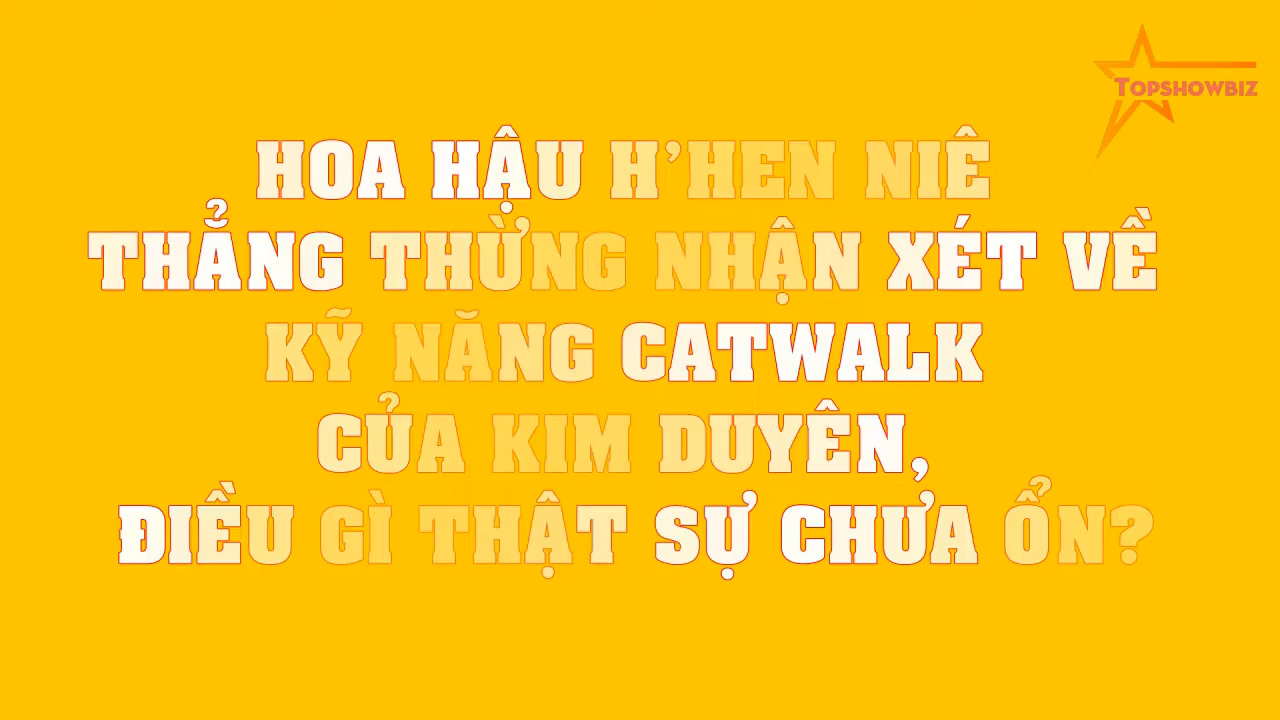 TOPSHOWBIZ
HOA HẬU H'HEN NIÊ
THẲNG THỪNG NHẬN XÉT VỀ
KỸ NĂNG CATWALK
CỦA KIM DUYÊN,
ĐIỀU GÌ THẬT SỰ CHƯA ỔN?